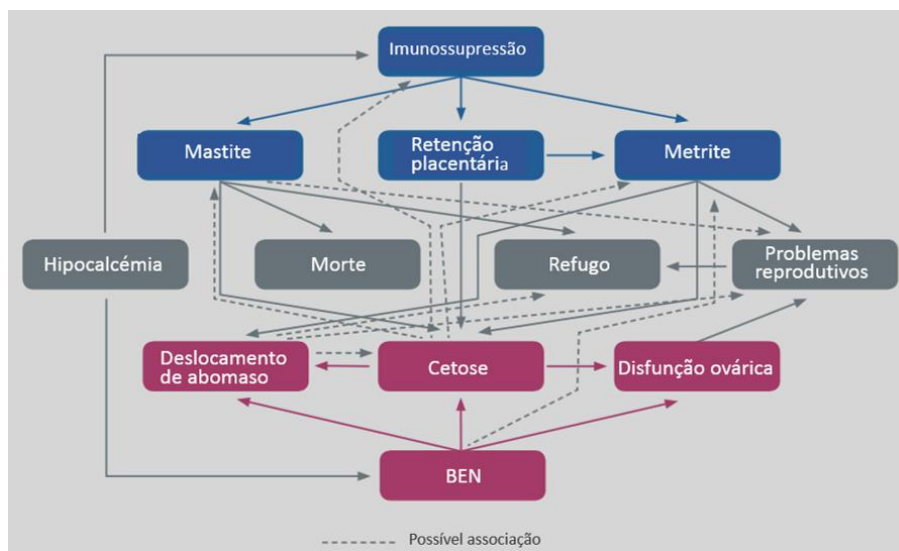 Imunossupressão
Mastite
Retenção
placentária
Metrite
Hipocalcémia
Morte
Refugo
Problemas
reprodutivos
Deslocamento
de abomaso
Cetose
Disfunção ovárica
BEN
Possível associação